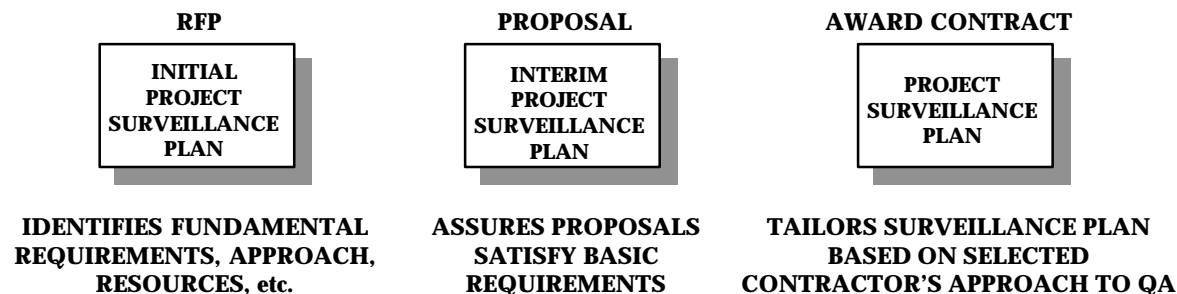 RFP
INITIAL
PROJECT
SURVEILLANCE
PLAN
IDENTIFIES FUNDAMENTAL
REQUIREMENTS, APPROACH,
RESOURCES, etc.
PROPOSAL
INTERIM
PROJECT
SURVEILLANCE
PLAN
ASSURES PROPOSALS
SATISFY BASIC
REQUIREMENTS
AWARD CONTRACT
PROJECT
SURVEILLANCE
PLAN
TAILORS SURVEILLANCE PLAN
BASED ON SELECTED
CONTRACTOR'S APPROACH TO QA